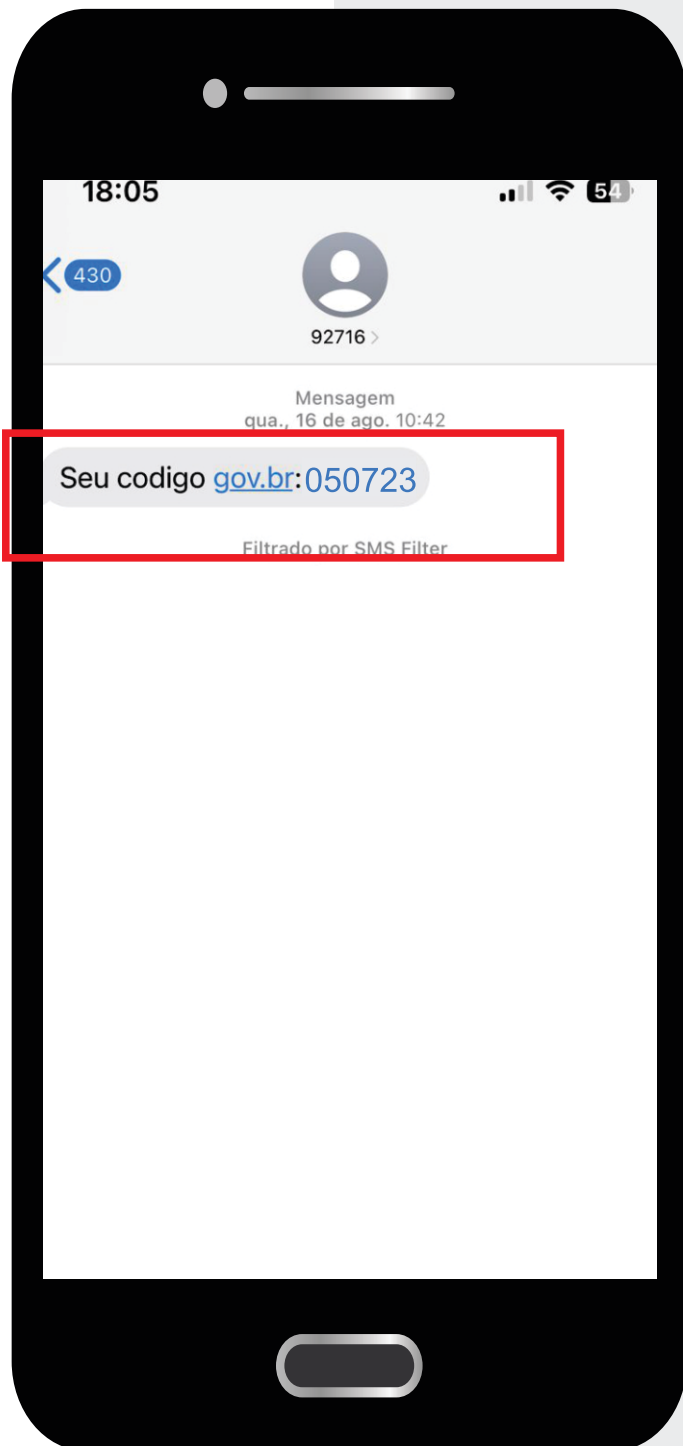 18:05 54
430
92716 >
Mensagem
qua., 16 de ago. 10:42
Seu codigo gov.br:050723
Filtrado por SMS Filter